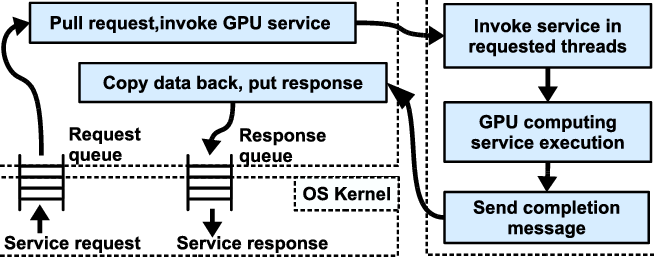 Pull request,invoke GPU service
Copy data back, put response
Request
queue
Response
queue
OS Kernel
Service request
Service response
Invoke service in
requested threads
GPU computing
service execution
Send completion
message